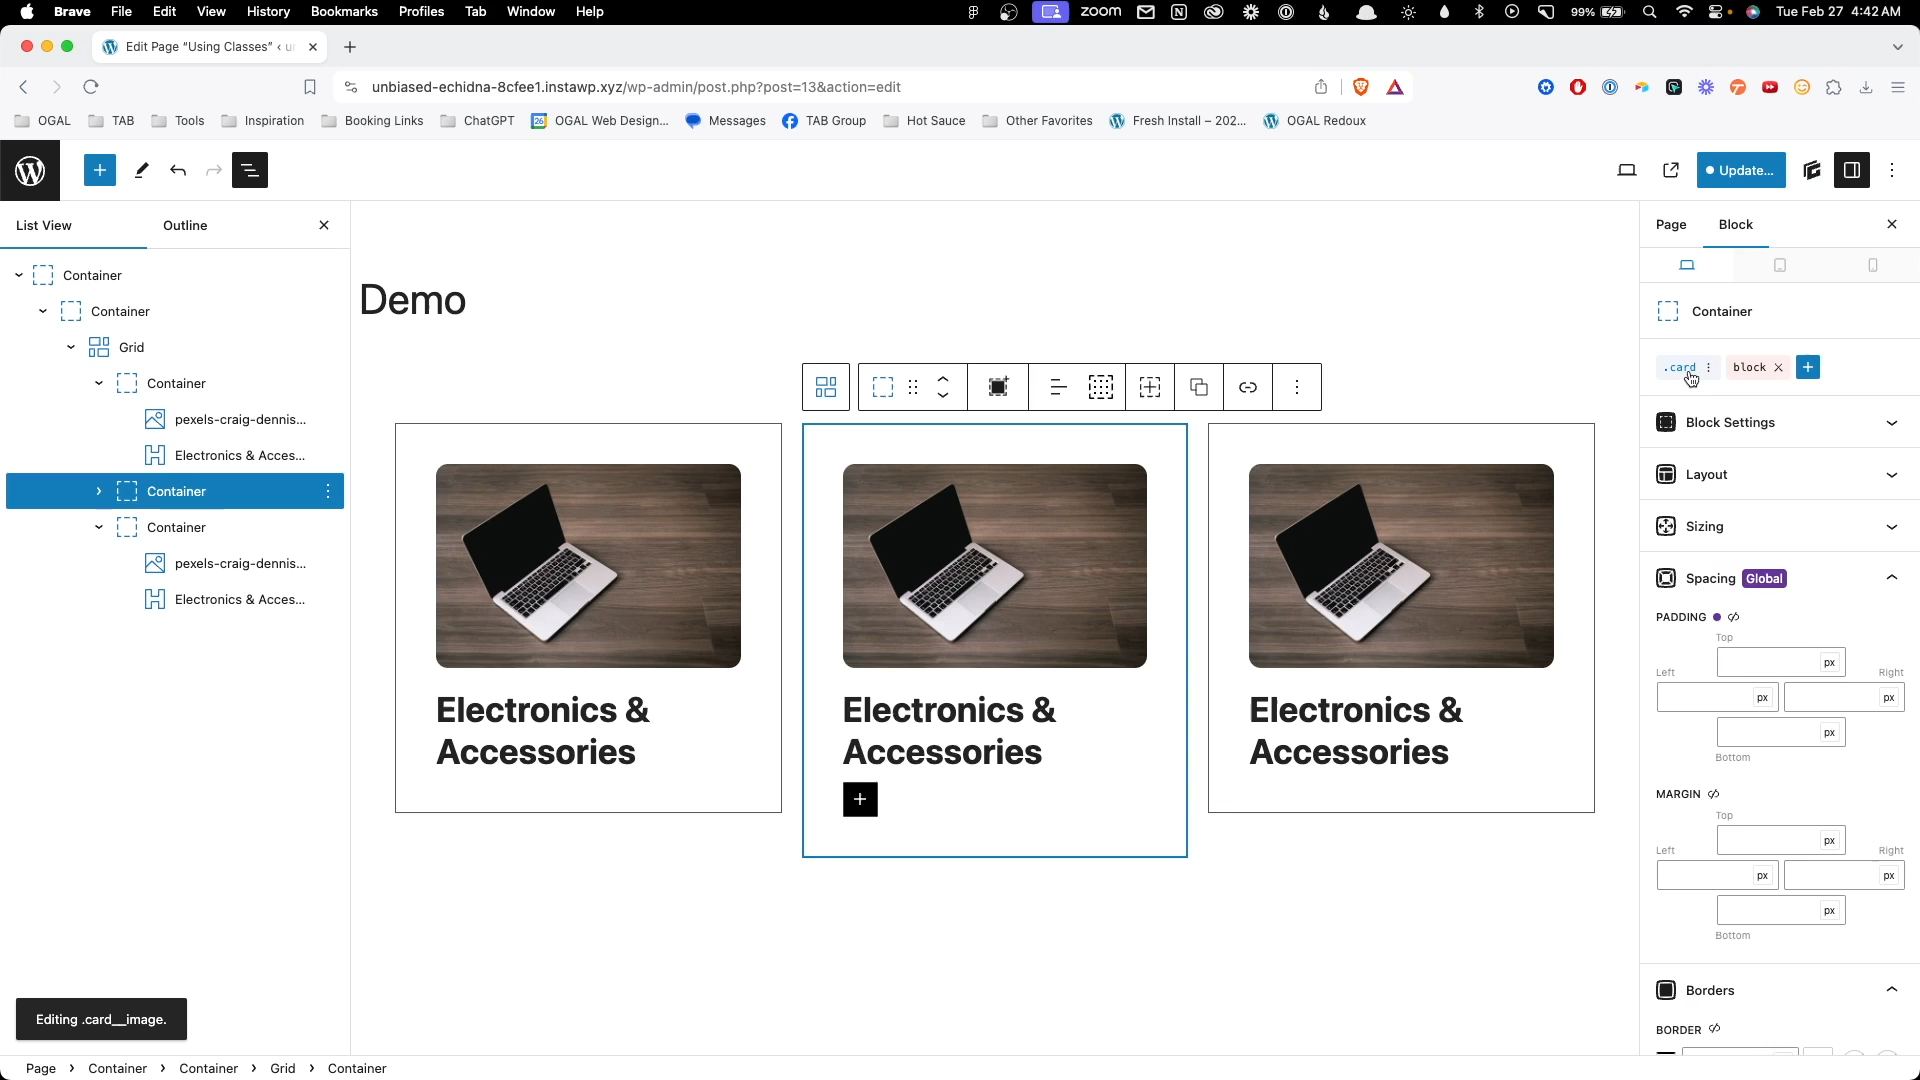 Brave File Edit View History Bookmarks Profiles Tab Window Help zoom 99% Tue Feb 27 4:42 AM
Edit Page "Using Classes" ‹ u
unbiased-echidna-8cfee1.instawp.xyz/wp-admin/post.php?post=13&action=edit
OGAL TAB Tools Inspiration Booking Links ChatGPT OGAL Web Design... Messages TAB Group Hot Sauce Other Favorites Fresh Install – 202... OGAL Redoux
Update...
List View Outline
Page Block
Container
Container
Grid
Container
pexels-craig-dennis...
Electronics & Acces...
Container
Container
pexels-craig-dennis...
Electronics & Acces...
Demo
Electronics &
Accessories
Electronics &
Accessories
Electronics &
Accessories
Container
.card block
Block Settings
Layout
Sizing
Spacing Global
PADDING
Top
px
Left Right
px px
px
Bottom
MARGIN
Top
px
Left Right
px px
px
Bottom
Borders
BORDER
Editing .card__image.
Page › Container › Container › Grid › Container